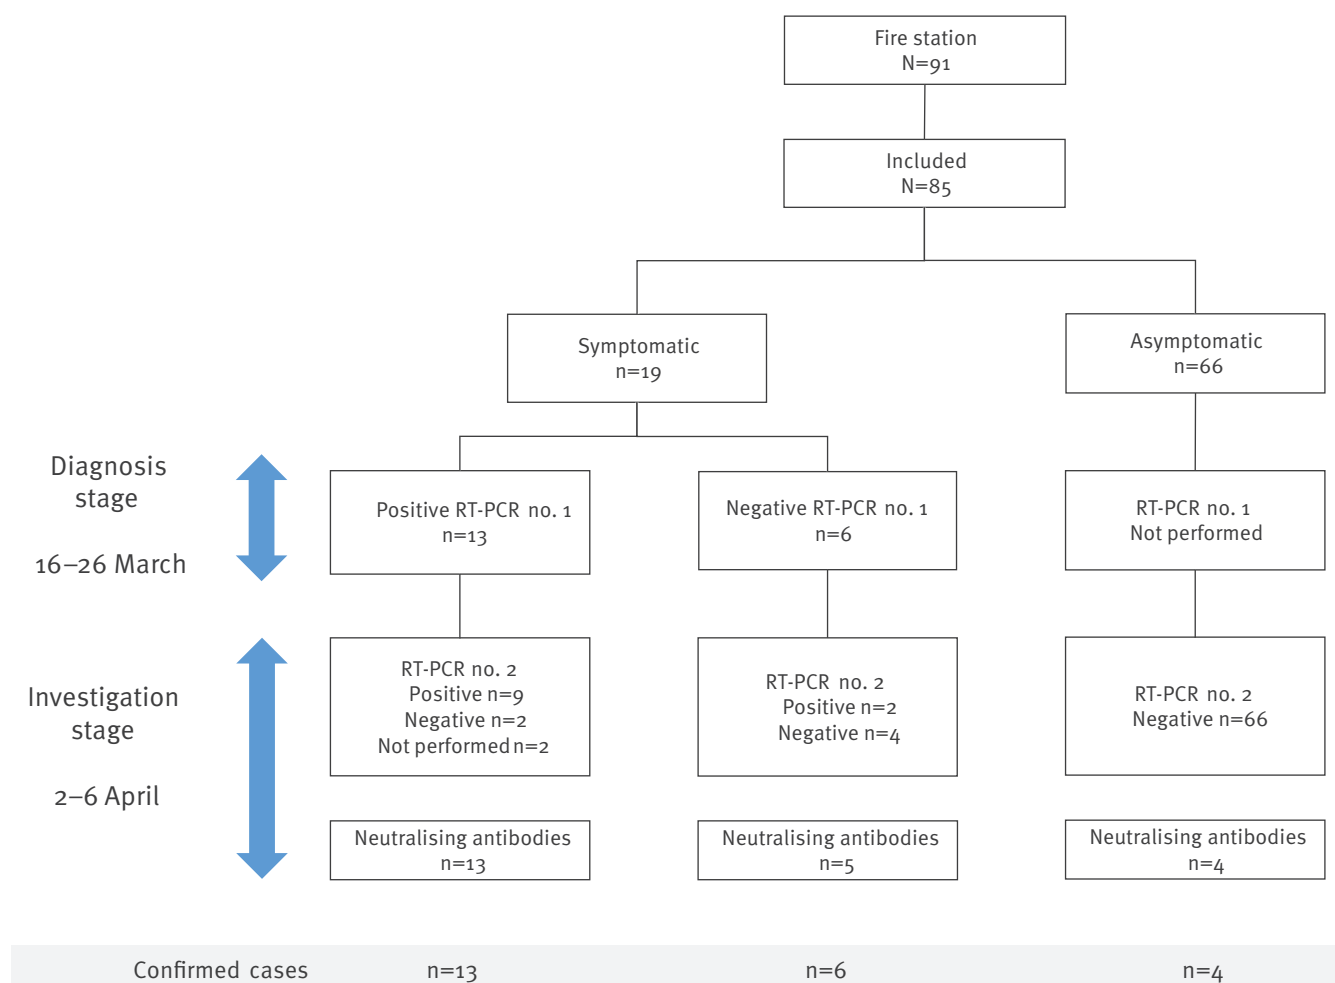 Fire station
N=91
Included
N=85
Symptomatic
n=19
Asymptomatic
n=66
Diagnosis
stage
16–26 March
Positive RT-PCR no. 1
n=13
Negative RT-PCR no. 1
n=6
RT-PCR no. 1
Not performed
Investigation
stage
2–6 April
RT-PCR no. 2
Positive n=9
Negative n=2
Not performed n=2
RT-PCR no. 2
Positive n=2
Negative n=4
RT-PCR no. 2
Negative n=66
Neutralising antibodies
n=13
Neutralising antibodies
n=5
Neutralising antibodies
n=4
Confirmed cases n=13 n=6 n=4